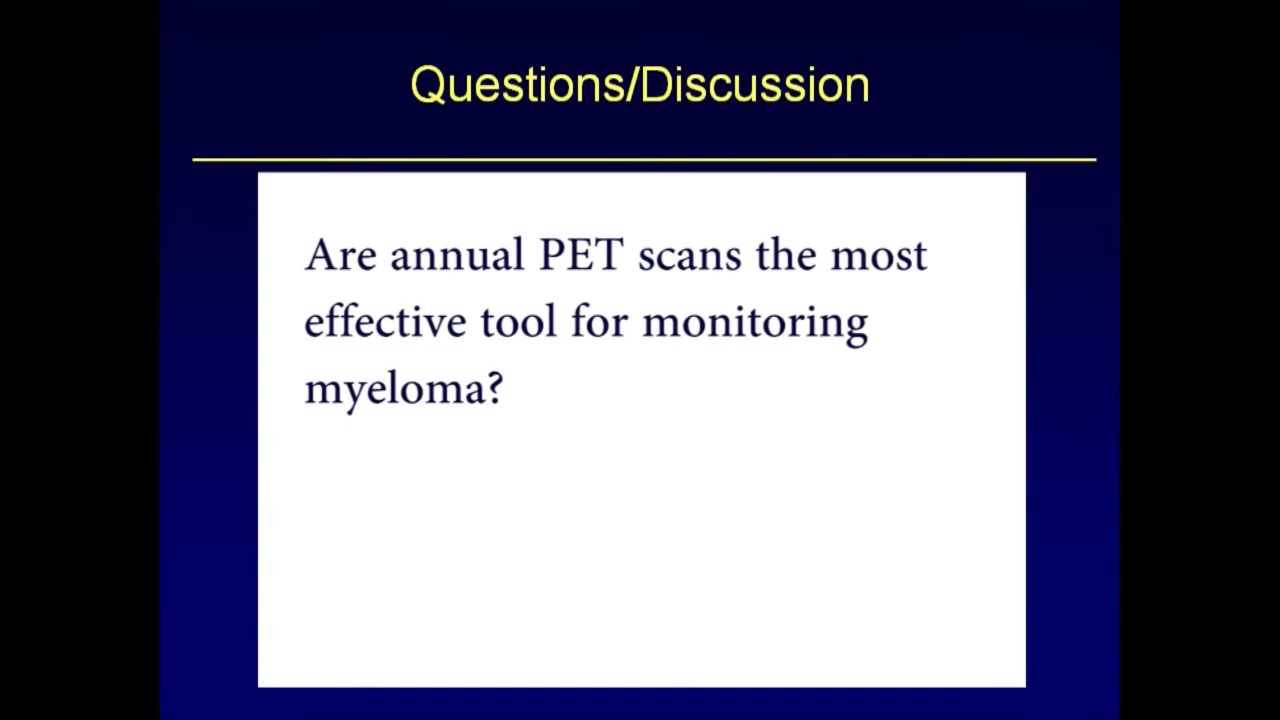 Questions/Discussion
Are annual PET scans the most
effective tool for monitoring
myeloma?